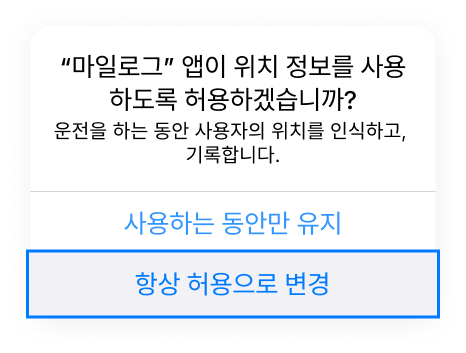 “마일로그” 앱이 위치 정보를 사용
하도록 허용하겠습니까?
운전을 하는 동안 사용자의 위치를 인식하고,
기록합니다.
사용하는 동안만 유지
항상 허용으로 변경